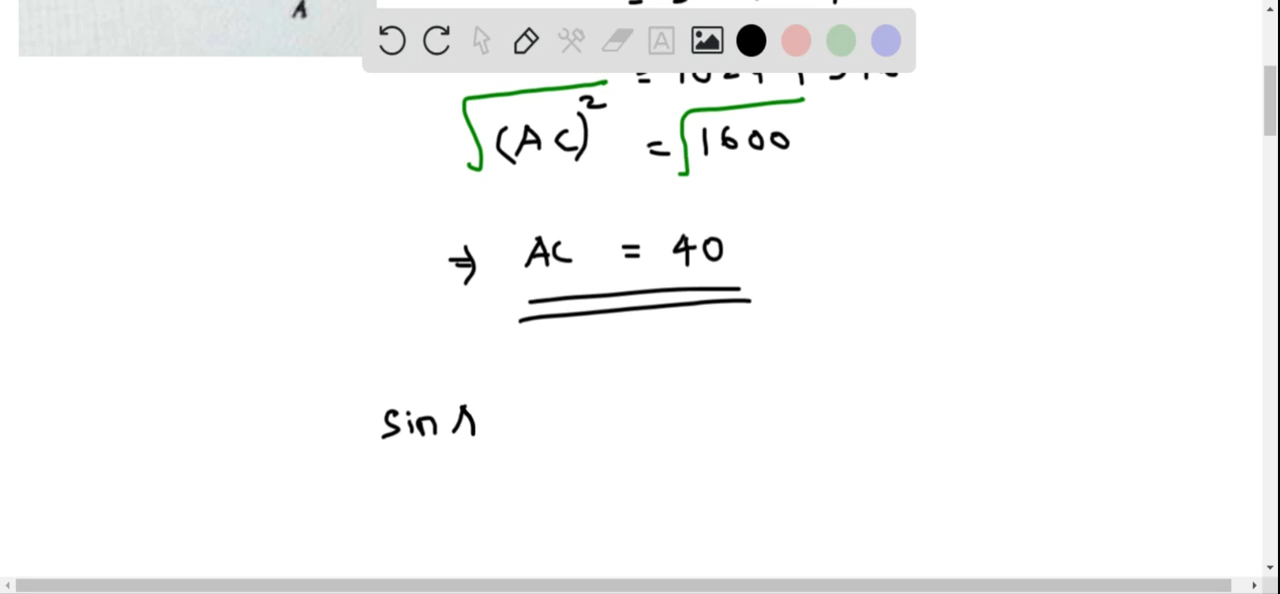 A
√(AC)² = √1600
⇒ AC = 40
sin A